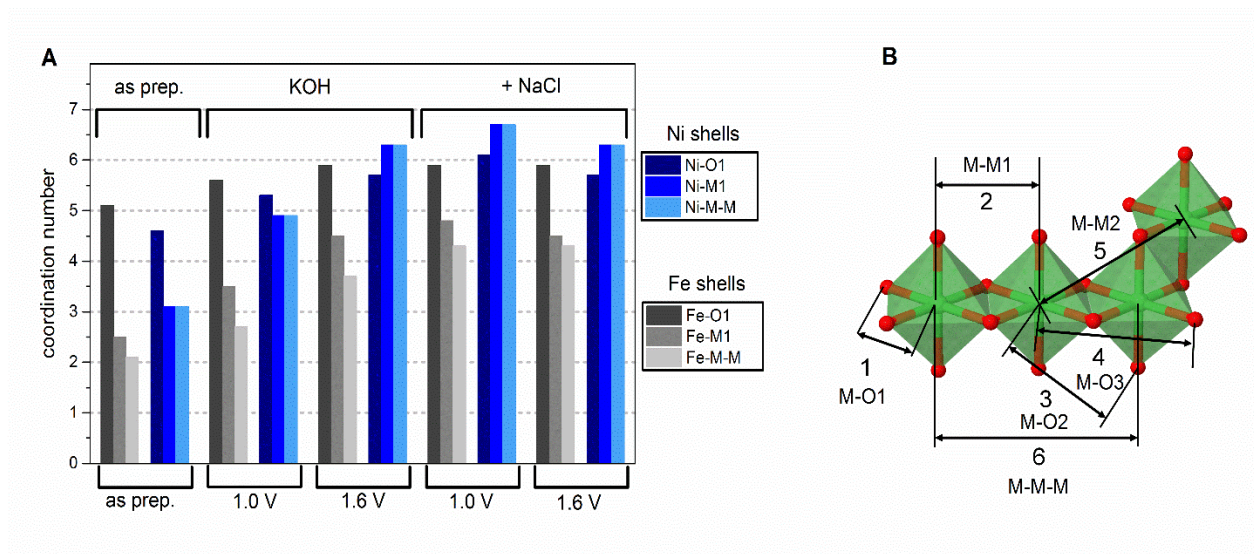 A
as prep.
KOH
+ NaCl
coordination number
7
6
5
4
3
2
1
0
as prep.
1.0 V
1.6 V
1.0 V
1.6 V
Ni shells
Ni-O1
Ni-M1
Ni-M-M
Fe shells
Fe-O1
Fe-M1
Fe-M-M
B
M-M1
2
M-M2
5
1
M-O1
4
M-O3
3
M-O2
6
M-M-M